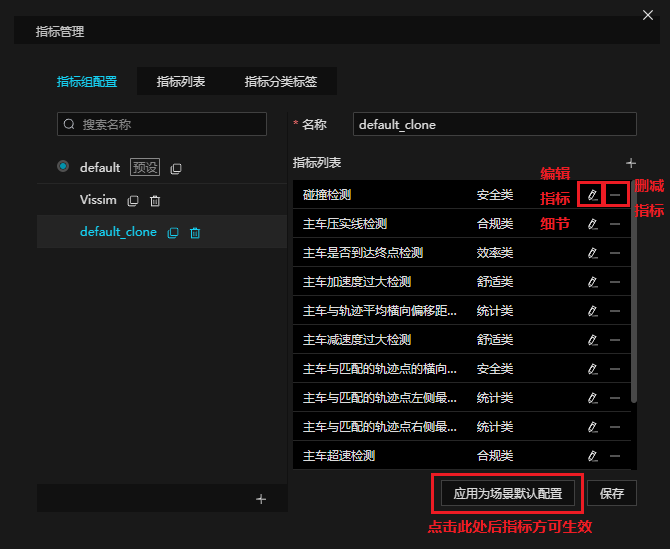 指标管理
指标组配置
指标列表
指标分类标签
搜索名称
default 预设
Vissim
default_clone
* 名称
default_clone
指标列表
碰撞检测 安全类
主车压实线检测 合规类
主车是否到达终点检测 效率类
主车加速度过大检测 舒适类
主车与轨迹平均横向偏移距... 统计类
主车减速度过大检测 舒适类
主车与匹配的轨迹点的横向... 安全类
主车与匹配的轨迹点左侧最... 统计类
主车与匹配的轨迹点右侧最... 统计类
主车超速检测 合规类
编辑
指标
细节
删减
指标
应用为场景默认配置
保存
点击此处后指标方可生效